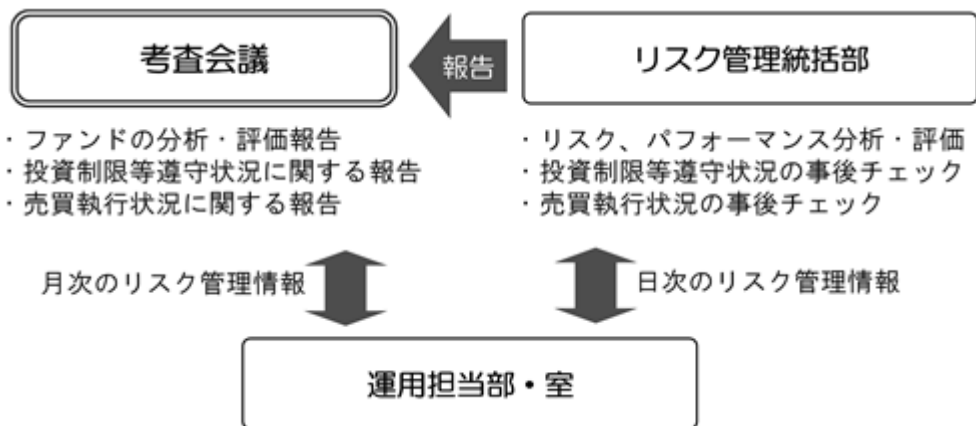 考査会議
報告
リスク管理統括部
・ファンドの分析・評価報告
・投資制限等遵守状況に関する報告
・売買執行状況に関する報告
・リスク、パフォーマンス分析・評価
・投資制限等遵守状況の事後チェック
・売買執行状況の事後チェック
月次のリスク管理情報
日次のリスク管理情報
運用担当部・室